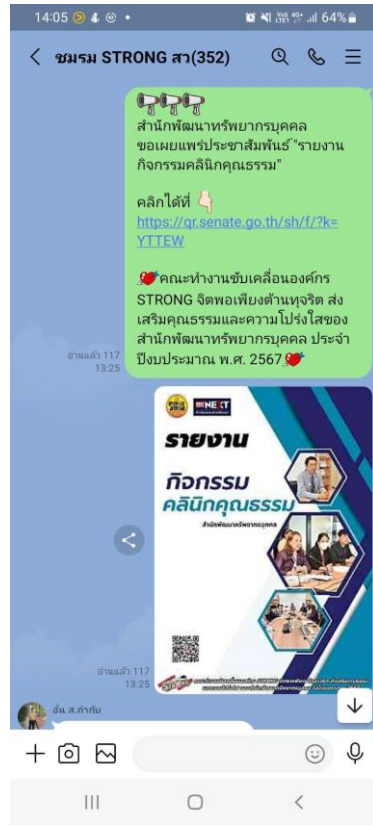 14:05
64%
ชมรม STRONG สว(352)
สำนักพัฒนาทรัพยากรบุคคล
ขอเผยแพร่ประชาสัมพันธ์ "รายงาน
กิจกรรมคลินิกคุณธรรม"
คลิกได้ที่
https://qr.senate.go.th/sh/f/?k=
YTTEW
คณะทำงานขับเคลื่อนองค์กร
STRONG จิตพอเพียงต้านทุจริต ส่ง
เสริมคุณธรรมและความโปร่งใสของ
สำนักพัฒนาทรัพยากรบุคคล ประจำ
ปีงบประมาณ พ.ศ. 2567
อ่านแล้ว 117
13:25
รายงาน
กิจกรรม
คลินิกคุณธรรม
สำนักพัฒนาทรัพยากรบุคคล
อ่านแล้ว 117
13:25
อั๋น ส.กำกับ